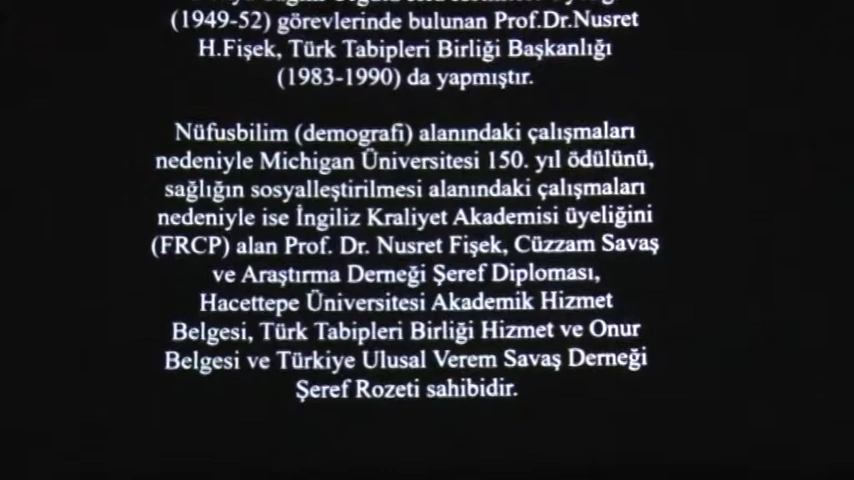 (1949-52) görevlerinde bulunan Prof.Dr.Nusret
H.Fişek, Türk Tabipleri Birliği Başkanlığı
(1983-1990) da yapmıştır.
Nüfusbilim (demografi) alanındaki çalışmaları
nedeniyle Michigan Üniversitesi 150. yıl ödülünü,
sağlığın sosyalleştirilmesi alanındaki çalışmaları
nedeniyle ise İngiliz Kraliyet Akademisi üyeliğini
(FRCP) alan Prof. Dr. Nusret Fişek, Cüzzam Savaş
ve Araştırma Derneği Şeref Diploması,
Hacettepe Üniversitesi Akademik Hizmet
Belgesi, Türk Tabipleri Birliği Hizmet ve Onur
Belgesi ve Türkiye Ulusal Verem Savaş Derneği
Şeref Rozeti sahibidir.